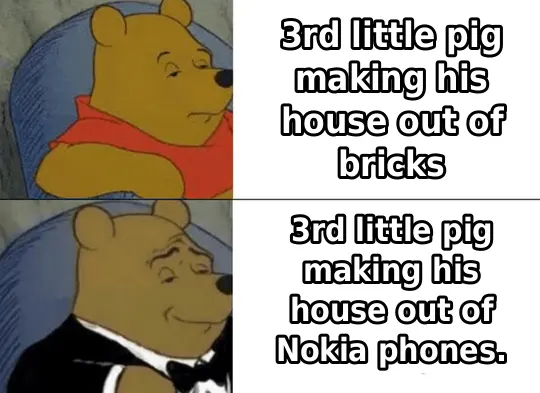 3rd little pig
making his
house out of
bricks
3rd little pig
making his
house out of
Nokia phones.